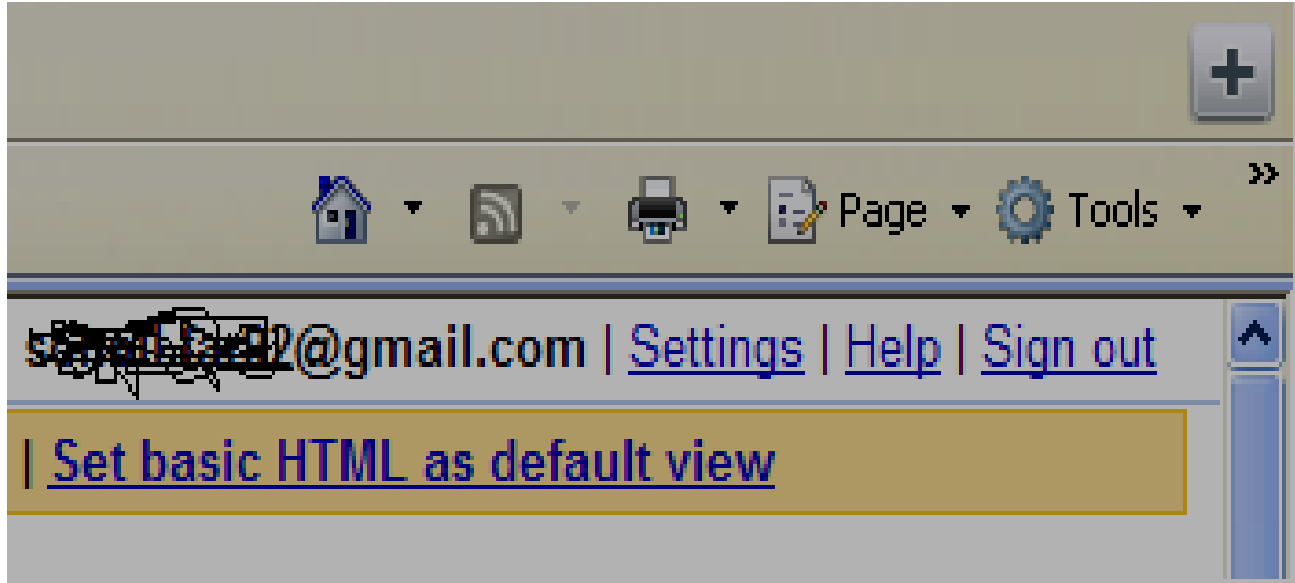 Page Tools »
@gmail.com | Settings | Help | Sign out
| Set basic HTML as default view